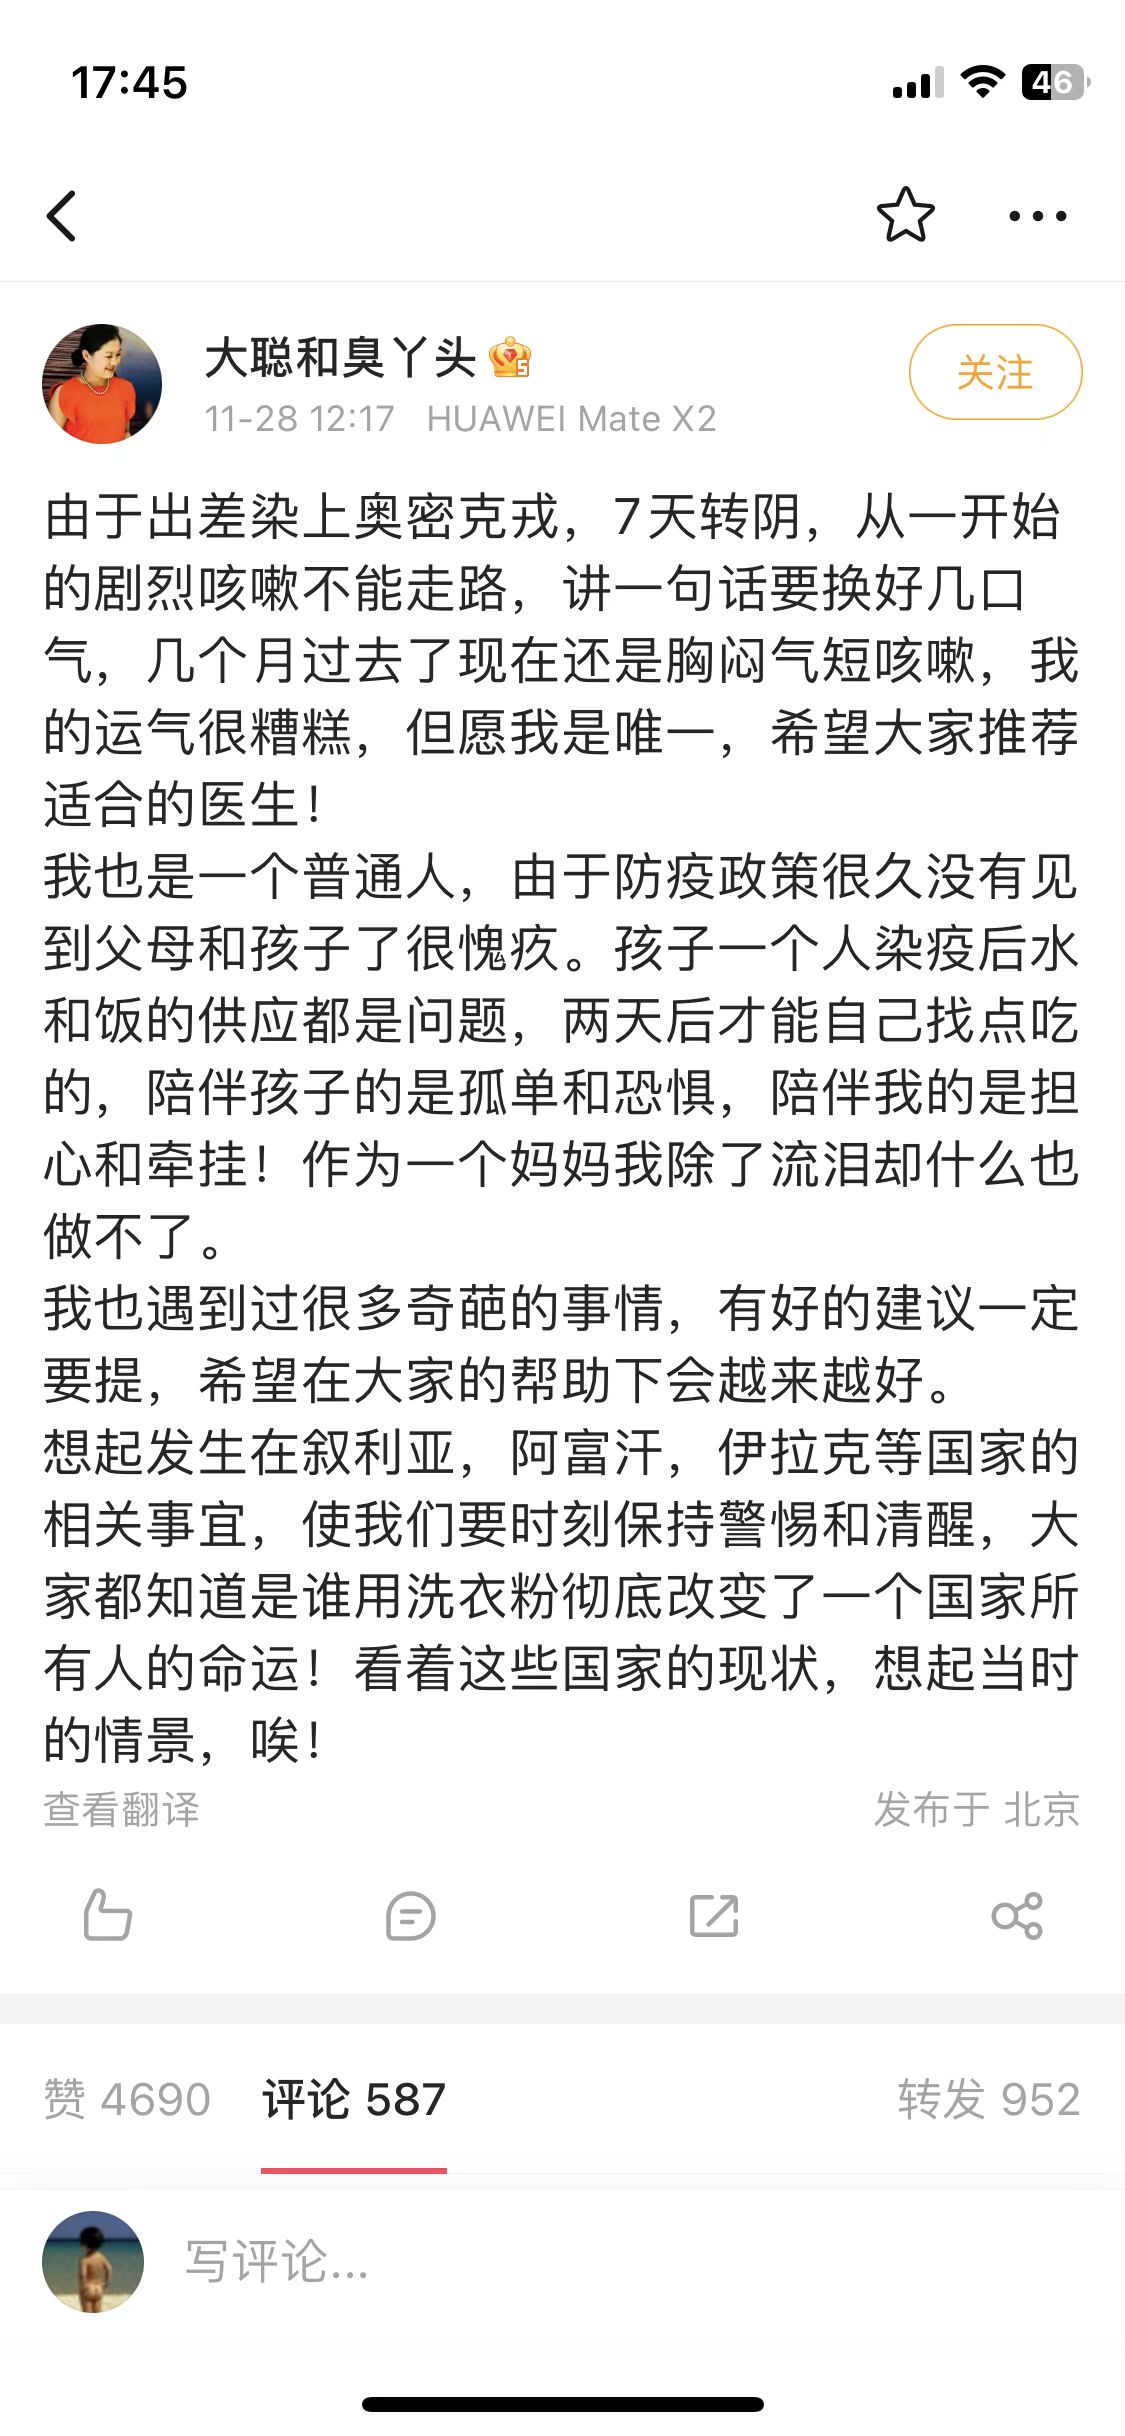 17:45
46
大聪和臭丫头
5
关注
11-28 12:17 HUAWEI Mate X2
由于出差染上奥密克戎，7天转阴，从一开始
的剧烈咳嗽不能走路，讲一句话要换好几口
气，几个月过去了现在还是胸闷气短咳嗽，我
的运气很糟糕，但愿我是唯一，希望大家推荐
适合的医生！
我也是一个普通人，由于防疫政策很久没有见
到父母和孩子了很愧疚。孩子一个人染疫后水
和饭的供应都是问题，两天后才能自己找点吃
的，陪伴孩子的是孤单和恐惧，陪伴我的是担
心和牵挂！作为一个妈妈我除了流泪却什么也
做不了。
我也遇到过很多奇葩的事情，有好的建议一定
要提，希望在大家的帮助下会越来越好。
想起发生在叙利亚，阿富汗，伊拉克等国家的
相关事宜，使我们要时刻保持警惕和清醒，大
家都知道是谁用洗衣粉彻底改变了一个国家所
有人的命运！看着这些国家的现状，想起当时
的情景，唉！
查看翻译 发布于 北京
赞 4690 评论 587 转发 952
写评论...